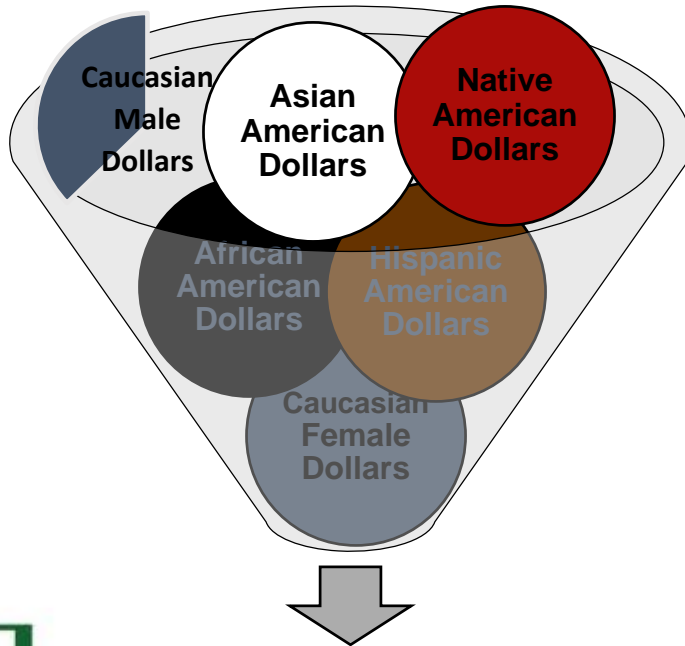 Caucasian
Male
Dollars
Asian
American
Dollars
Native
American
Dollars
African
American
Dollars
Hispanic
American
Dollars
Caucasian
Female
Dollars